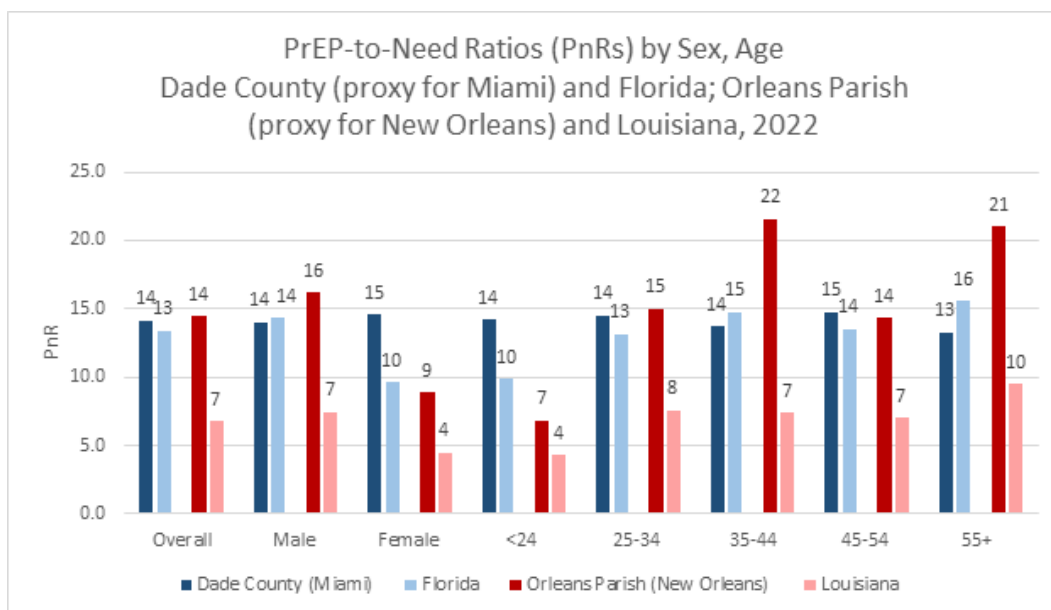 PrEP-to-Need Ratios (PnRs) by Sex, Age
Dade County (proxy for Miami) and Florida; Orleans Parish
(proxy for New Orleans) and Louisiana, 2022
25.0
20.0
15.0
10.0
5.0
0.0
PnR
14 13 14 7
14 14 16 7
15 10 9 4
14 10 7 4
14 13 15 8
14 15 22 7
15 14 14 7
13 16 21 10
Overall Male Female <24 25-34 35-44 45-54 55+
Dade County (Miami) Florida Orleans Parish (New Orleans) Louisiana